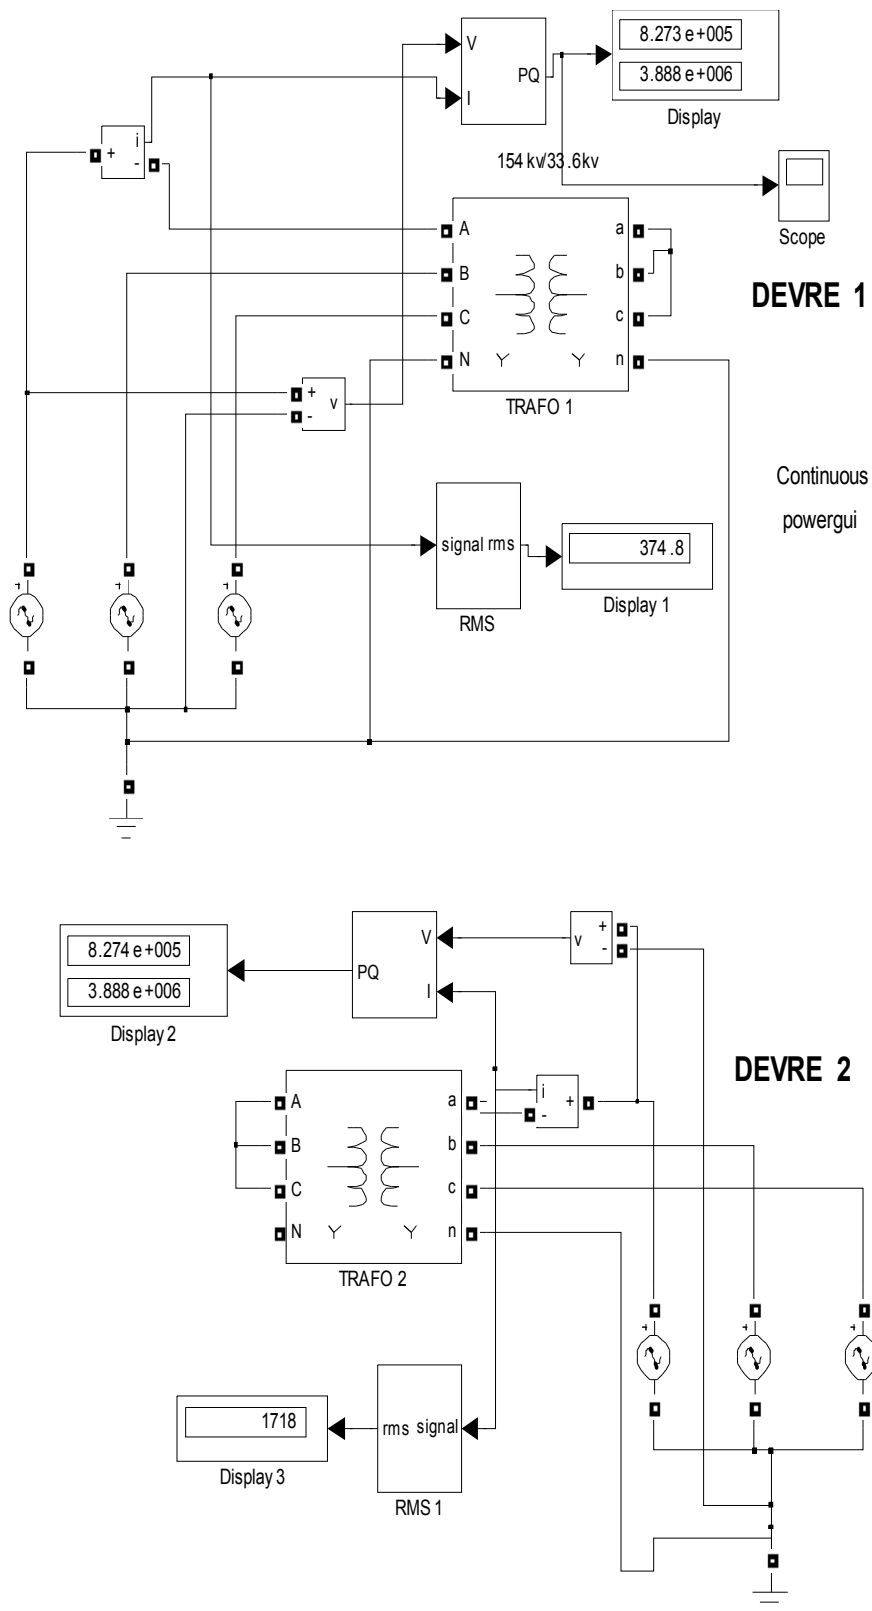 V
I
PQ
8.273 e+005
3.888 e+006
Display
i
+
-
154 kv/33.6kv
Scope
A
B
C
N
a
b
c
n
Y Y
TRAFO 1
DEVRE 1
+
-
v
Continuous
powergui
signal rms
RMS
374 .8
Display 1
+
+
+
8.274 e+005
3.888 e+006
Display 2
PQ
V
I
v
+
-
DEVRE 2
i
+
-
A
B
C
N
a
b
c
n
Y Y
TRAFO 2
+
+
+
1718
Display 3
rms signal
RMS 1